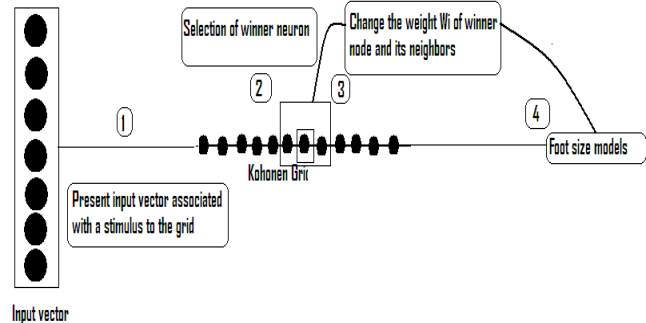 Selection of winner neuron
Change the weight Wi of winner
node and its neighbors
2
3
1
4
Foot size models
Kohonen Gric
Present input vector associated
with a stimulus to the grid
Input vector